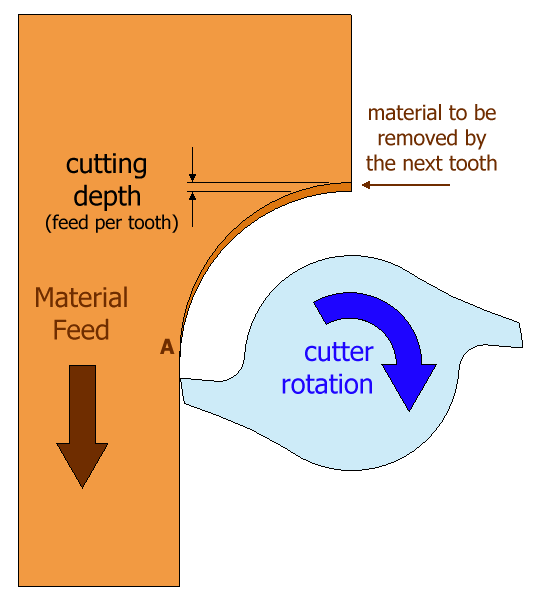 material to be
removed by
the next tooth
cutting
depth
(feed per tooth)
Material
Feed
A
cutter
rotation